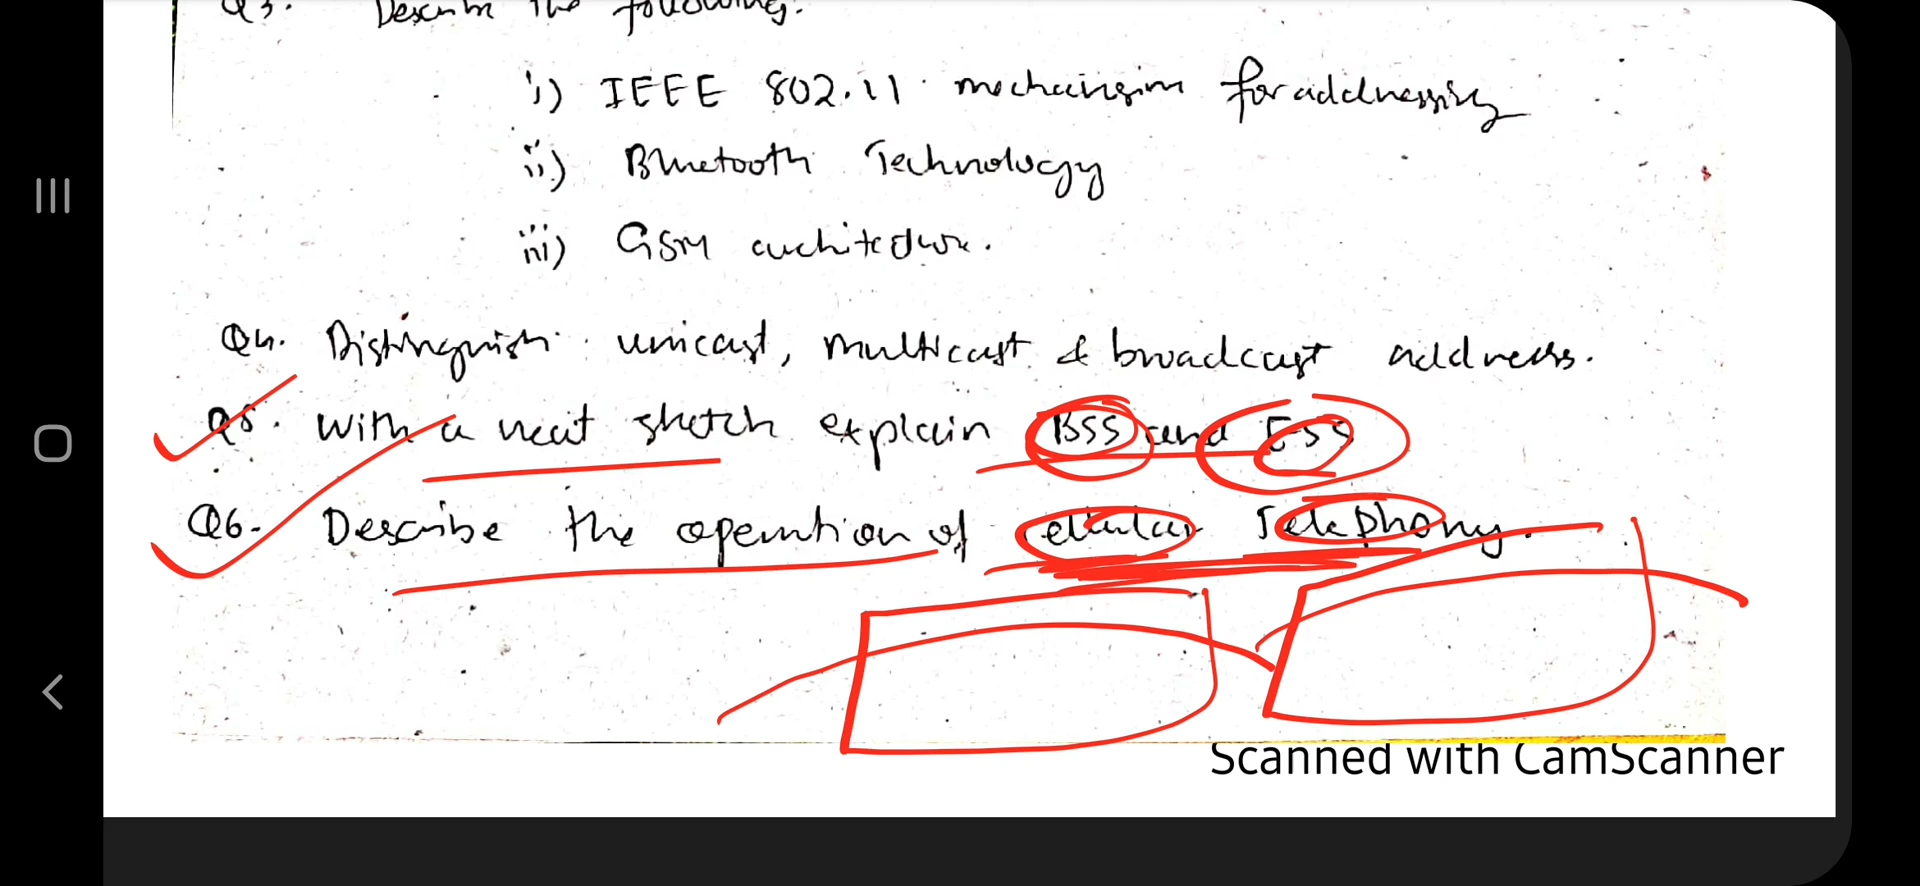 Q3. Describe the following:
i) IEEE 802.11 mechanism for addressing
ii) Bluetooth Technology
iii) GSM architecture.
Q4. Distinguish unicast, multicast & broadcast address.
Q5. With a neat sketch explain BSS and ESS
Q6. Describe the operation of cellular Telephony.
Scanned with CamScanner